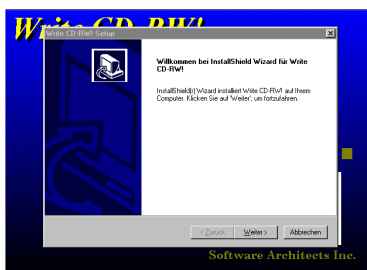 Write CD-RW!
Write CD-RW! Setup
Willkommen bei InstallShield Wizard für Write
CD-RW!
InstallShield(r) Wizard installiert Write CD-RW! auf Ihrem
Computer. Klicken Sie auf 'Weiter', um fortzufahren.
< Zurück Weiter > Abbrechen
Software Architects Inc.